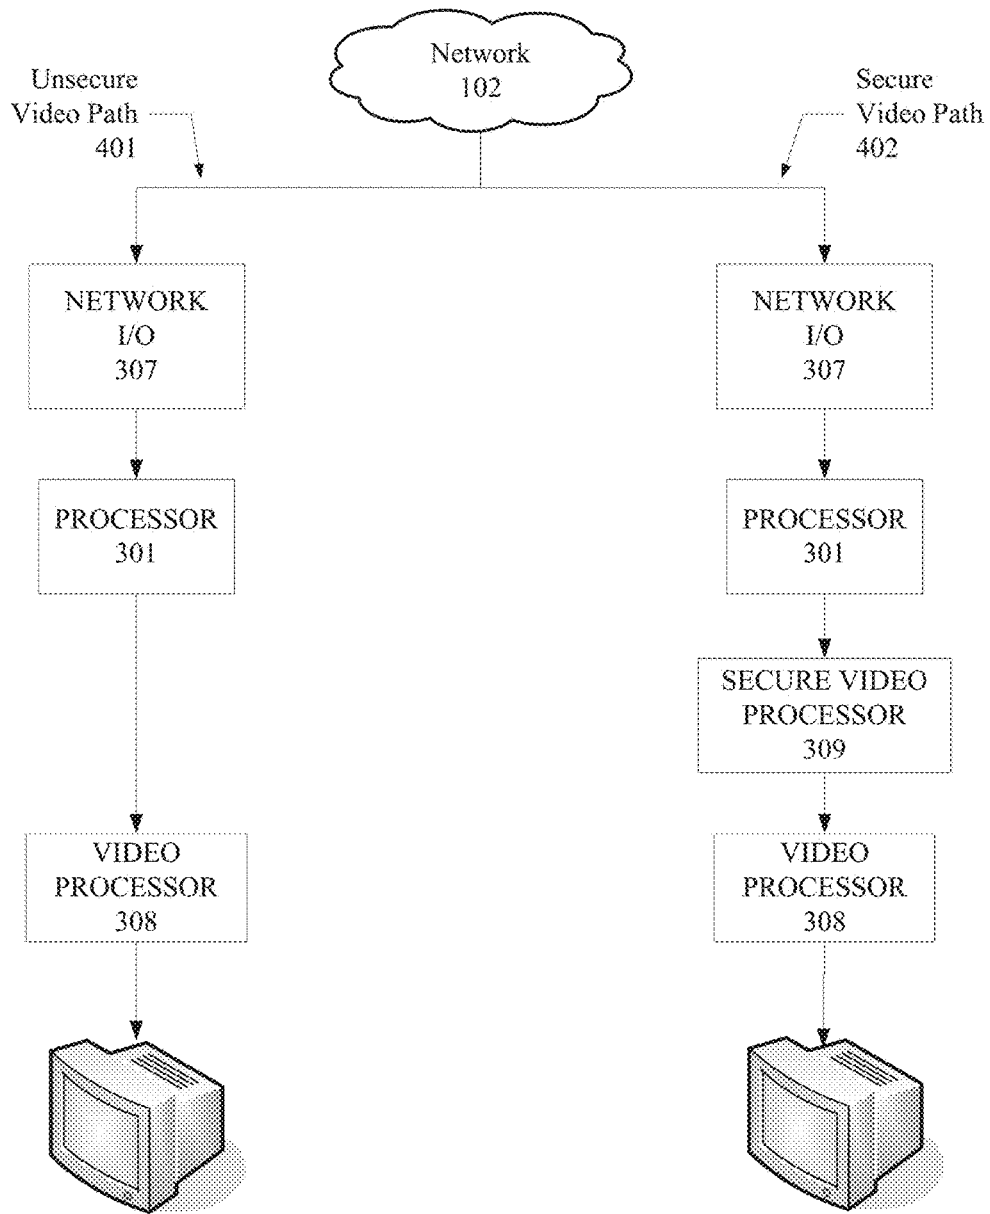 Network
102
Unsecure
Video Path
401
Secure
Video Path
402
NETWORK
I/O
307
NETWORK
I/O
307
PROCESSOR
301
PROCESSOR
301
SECURE VIDEO
PROCESSOR
309
VIDEO
PROCESSOR
308
VIDEO
PROCESSOR
308